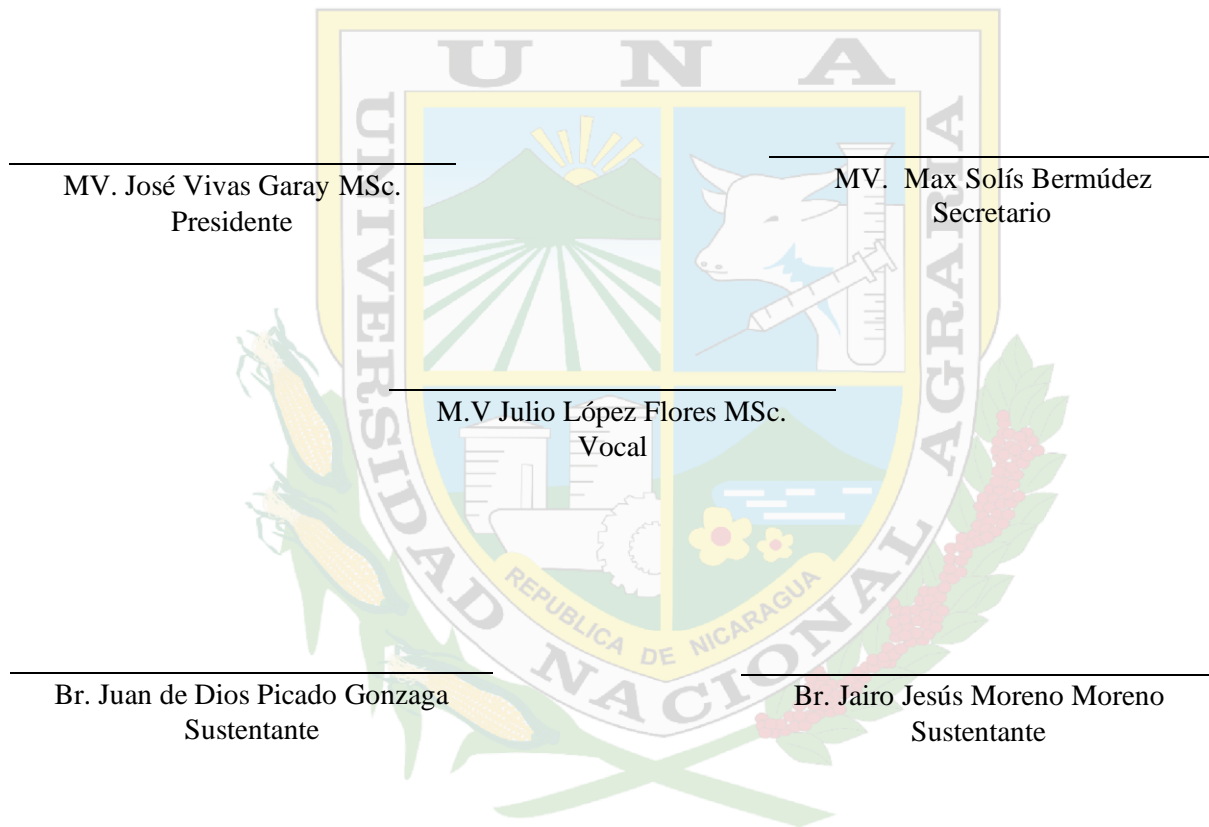 U N A
UNIVERSIDAD NACIONAL AGRARIA
MV. José Vivas Garay MSc.
Presidente
MV. Max Solís Bermúdez
Secretario
M.V Julio López Flores MSc.
Vocal
REPUBLICA DE NICARAGUA
Br. Juan de Dios Picado Gonzaga
Sustentante
Br. Jairo Jesús Moreno Moreno
Sustentante